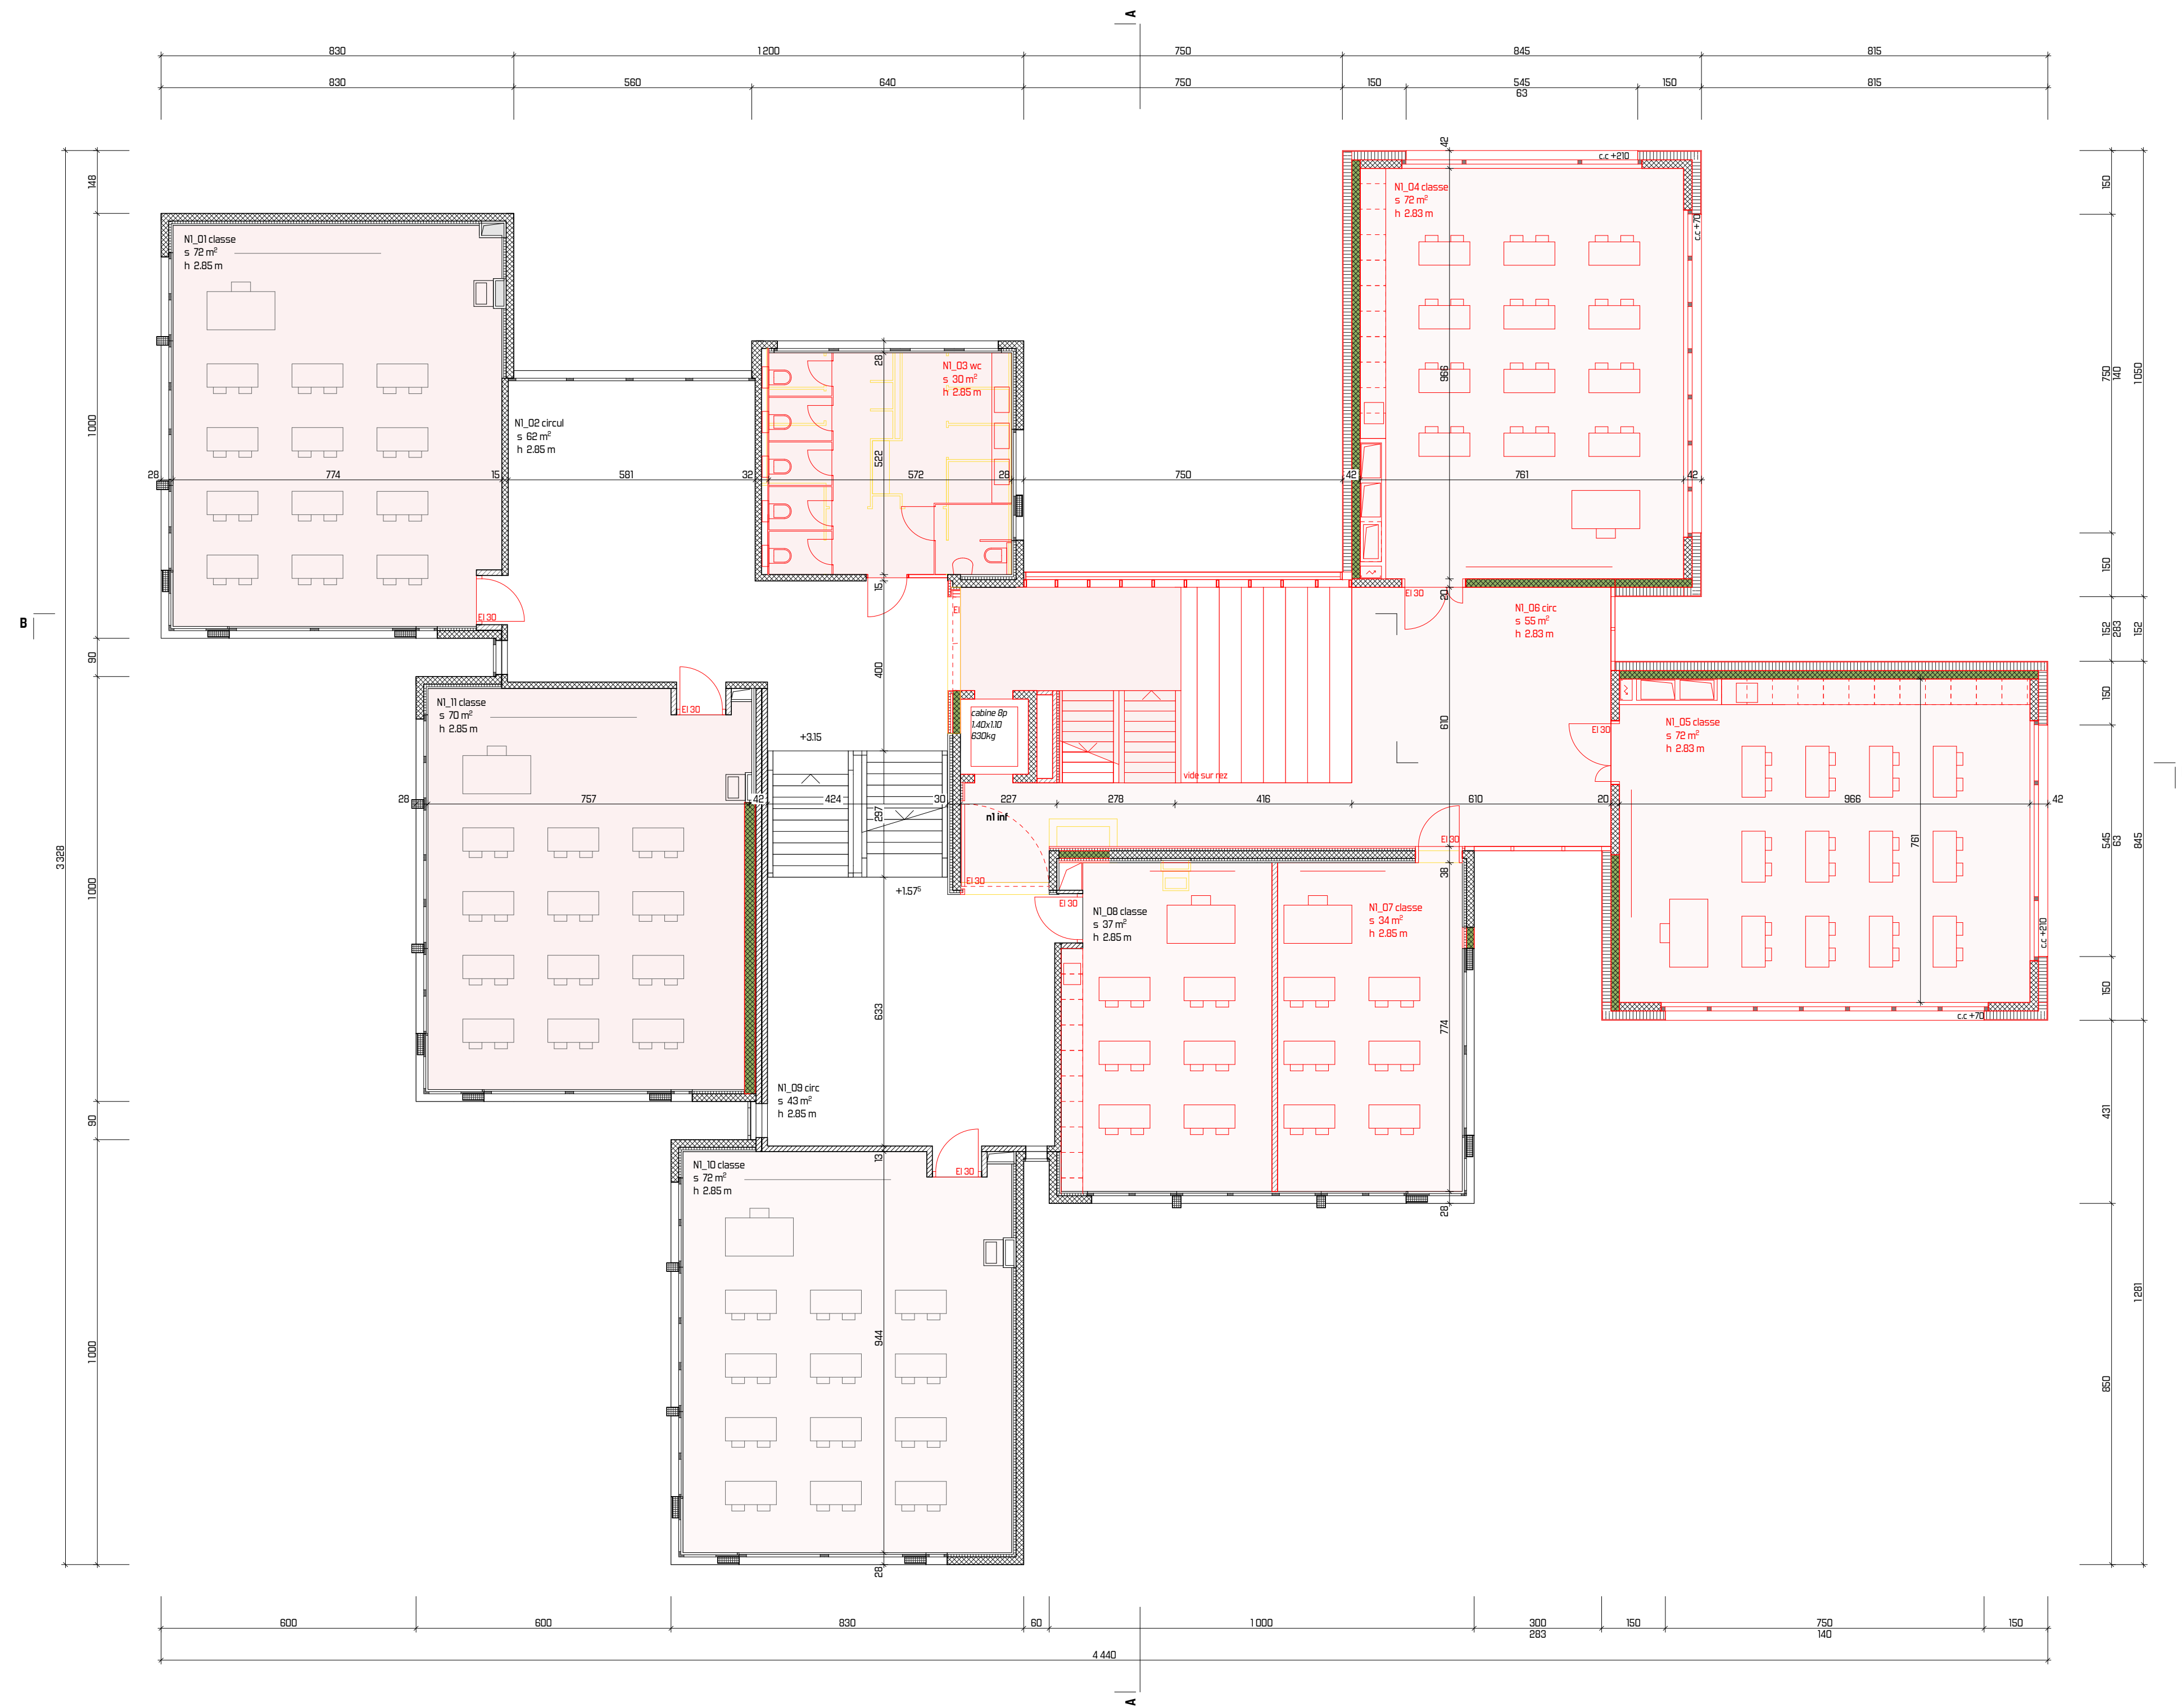 A
830
1 200
750
845
815
830
560
640
750
150
545
150
815
63
42
c.c +210
148
150
N1_04 classe
s 72 m²
h 2.83 m
c.c +70
N1_01 classe
s 72 m²
h 2.85 m
28
N1_03 wc
s 30 m²
h 2.85 m
966
750
140
1 050
1 000
N1_02 circul
s 62 m²
h 2.85 m
522
28
774
15
581
32
572
28
750
42
761
42
150
15
EI 30
20
EI 30
EI
N1_06 circ
s 55 m²
h 2.83 m
B
152
283
152
90
400
150
N1_11 classe
s 70 m²
h 2.85 m
EI 30
cabine 8p
1.40x1.10
630kg
610
EI 30
N1_05 classe
s 72 m²
h 2.83 m
+3.15
vide sur rez
28
757
42
424
30
227
278
416
610
20
966
42
297
n1 inf
EI 30
761
545
63
845
3 328
1 000
+1.57⁵
EI 30
38
EI 30
N1_08 classe
s 37 m²
h 2.85 m
N1_07 classe
s 34 m²
h 2.85 m
c.c +210
150
633
774
c.c +70
N1_09 circ
s 43 m²
h 2.85 m
90
431
13
N1_10 classe
s 72 m²
h 2.85 m
EI 30
28
1 281
1 000
944
850
28
600
600
830
60
1 000
300
150
750
150
283
140
4 440
A